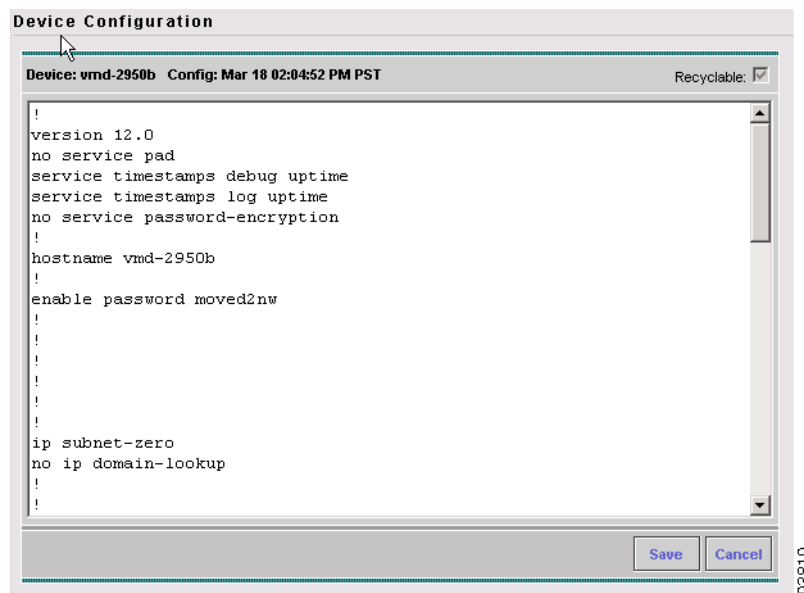 Device Configuration
Device: vmd-2950b Config: Mar 18 02:04:52 PM PST
Recyclable:
!
version 12.0
no service pad
service timestamps debug uptime
service timestamps log uptime
no service password-encryption
!
hostname vmd-2950b
!
enable password moved2nw
!
!
!
!
!
!
ip subnet-zero
no ip domain-lookup
!
!
Save
Cancel